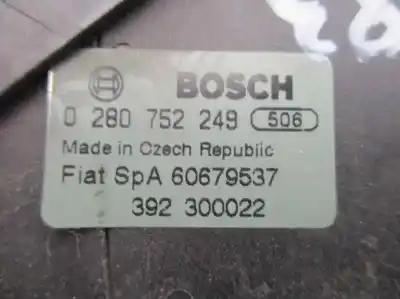 BOSCH
0 280 752 249 506
Made in Czech Republic
Fiat SpA 60679537
392 300022